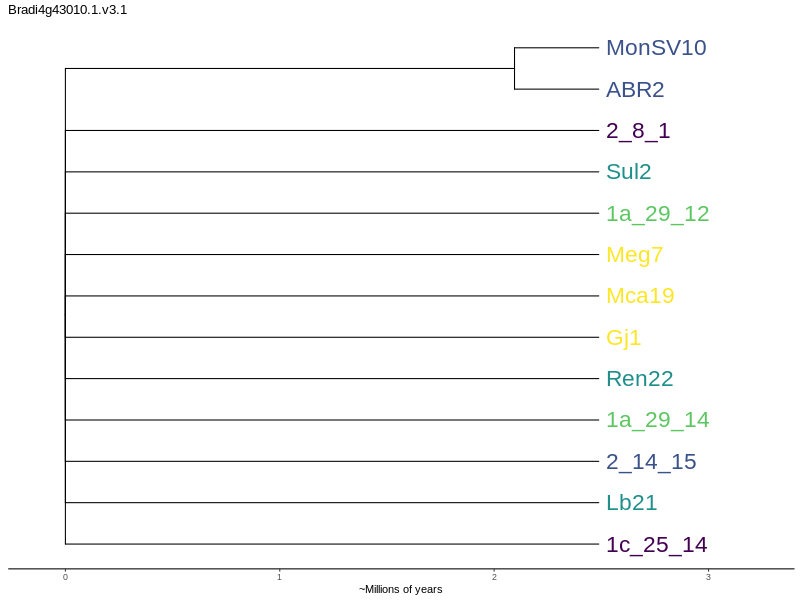 Bradi4g43010.1.v3.1
MonSV10
ABR2
2_8_1
Sul2
1a_29_12
Meg7
Mca19
Gj1
Ren22
1a_29_14
2_14_15
Lb21
1c_25_14
0 1 2 3
~Millions of years